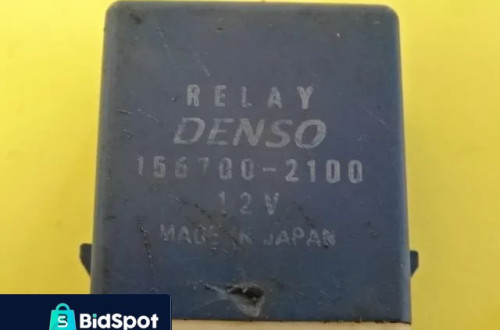 RELAY
DENSO
156700-2100
12V
MADE IN JAPAN
S
BidSpot